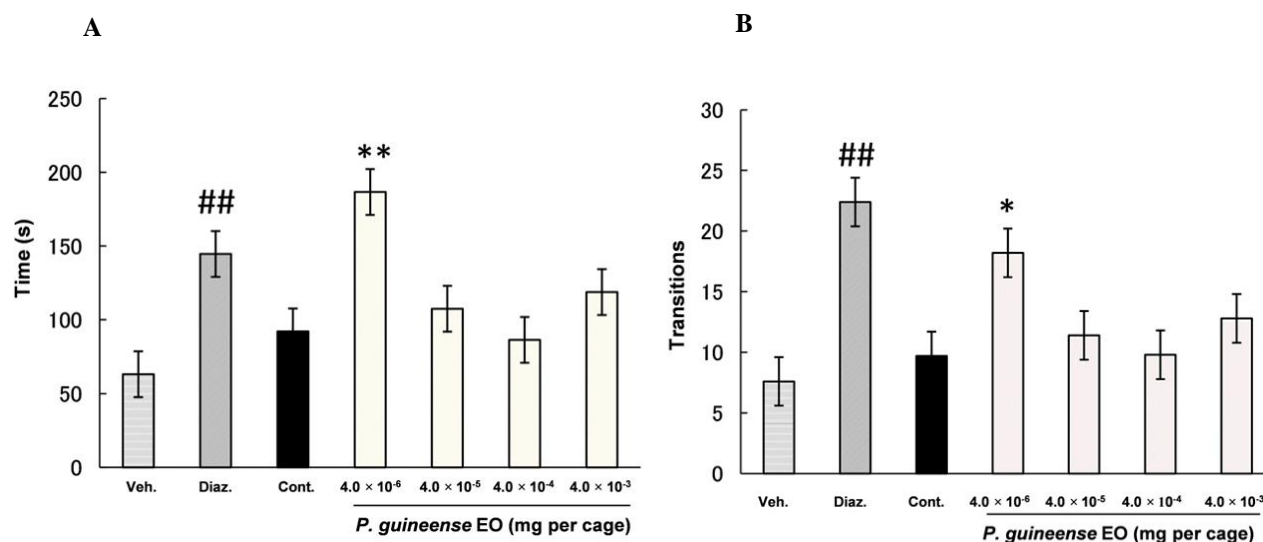 A
250
200
150
100
50
0
Time (s)
##
**
Veh. Diaz. Cont. 4.0 × 10⁻⁶ 4.0 × 10⁻⁵ 4.0 × 10⁻⁴ 4.0 × 10⁻³
P. guineense EO (mg per cage)
B
30
25
20
15
10
5
0
Transitions
##
*
Veh. Diaz. Cont. 4.0 × 10⁻⁶ 4.0 × 10⁻⁵ 4.0 × 10⁻⁴ 4.0 × 10⁻³
P. guineense EO (mg per cage)